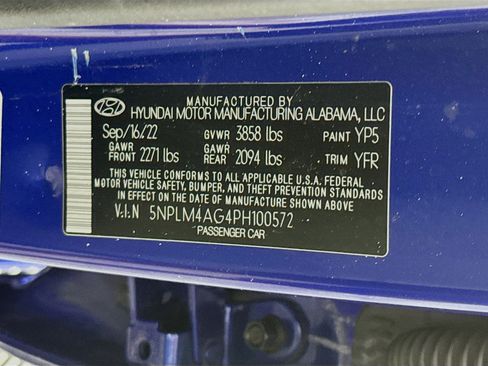 MANUFACTURED BY
HYUNDAI MOTOR MANUFACTURING ALABAMA, LLC
Sep/16/22 GVWR 3858 lbs PAINT YP5
GAWR FRONT 2271 lbs GAWR REAR 2094 lbs TRIM YFR
THIS VEHICLE CONFORMS TO ALL APPLICABLE U.S.A. FEDERAL
MOTOR VEHICLE SAFETY, BUMPER, AND THEFT PREVENTION STANDARDS
IN EFFECT ON THE DATE OF MANUFACTURE SHOWN ABOVE.
V.I.N 5NPLM4AG4PH100572
PASSENGER CAR